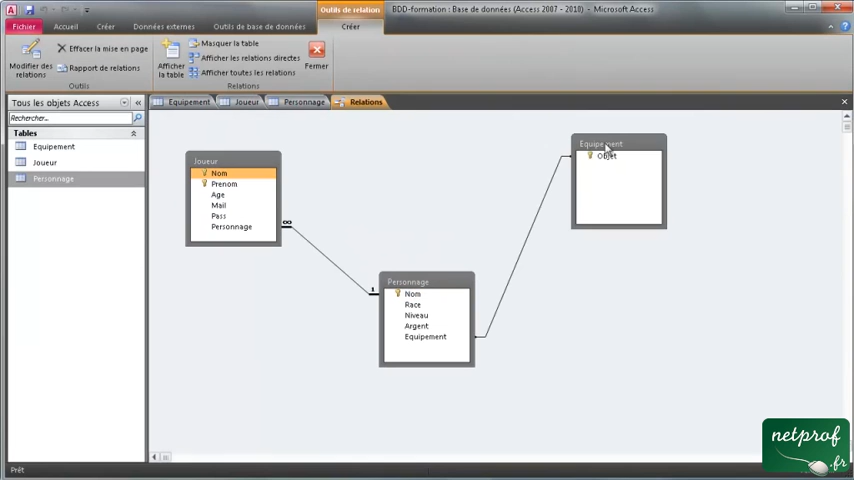 Outils de relation
BDD-formation : Base de données (Access 2007 - 2010) - Microsoft Access
Fichier Accueil Créer Données externes Outils de base de données Créer
Modifier des relations
Effacer la mise en page
Rapport de relations
Outils
Afficher la table
Masquer la table
Afficher les relations directes
Afficher toutes les relations
Relations
Fermer
Tous les objets Access
Rechercher...
Tables
Equipement
Joueur
Personnage
Equipement Joueur Personnage Relations
Joueur
Nom
Prenom
Age
Mail
Pass
Personnage
∞
1
Personnage
Nom
Race
Niveau
Argent
Equipement
Equipement
Objet
netprof
.fr
Prêt